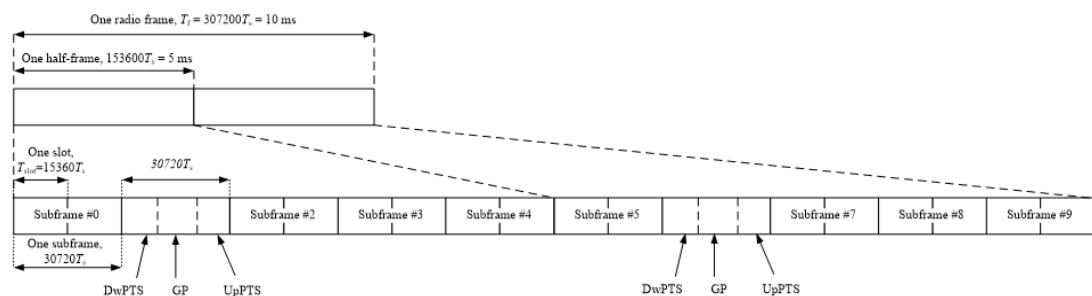 One radio frame, Tf = 307200Ts = 10 ms
One half-frame, 153600Ts = 5 ms
One slot,
Tslot=15360Ts
30720Ts
Subframe #0
Subframe #2
Subframe #3
Subframe #4
Subframe #5
Subframe #7
Subframe #8
Subframe #9
One subframe,
30720Ts
DwPTS
GP
UpPTS
DwPTS
GP
UpPTS